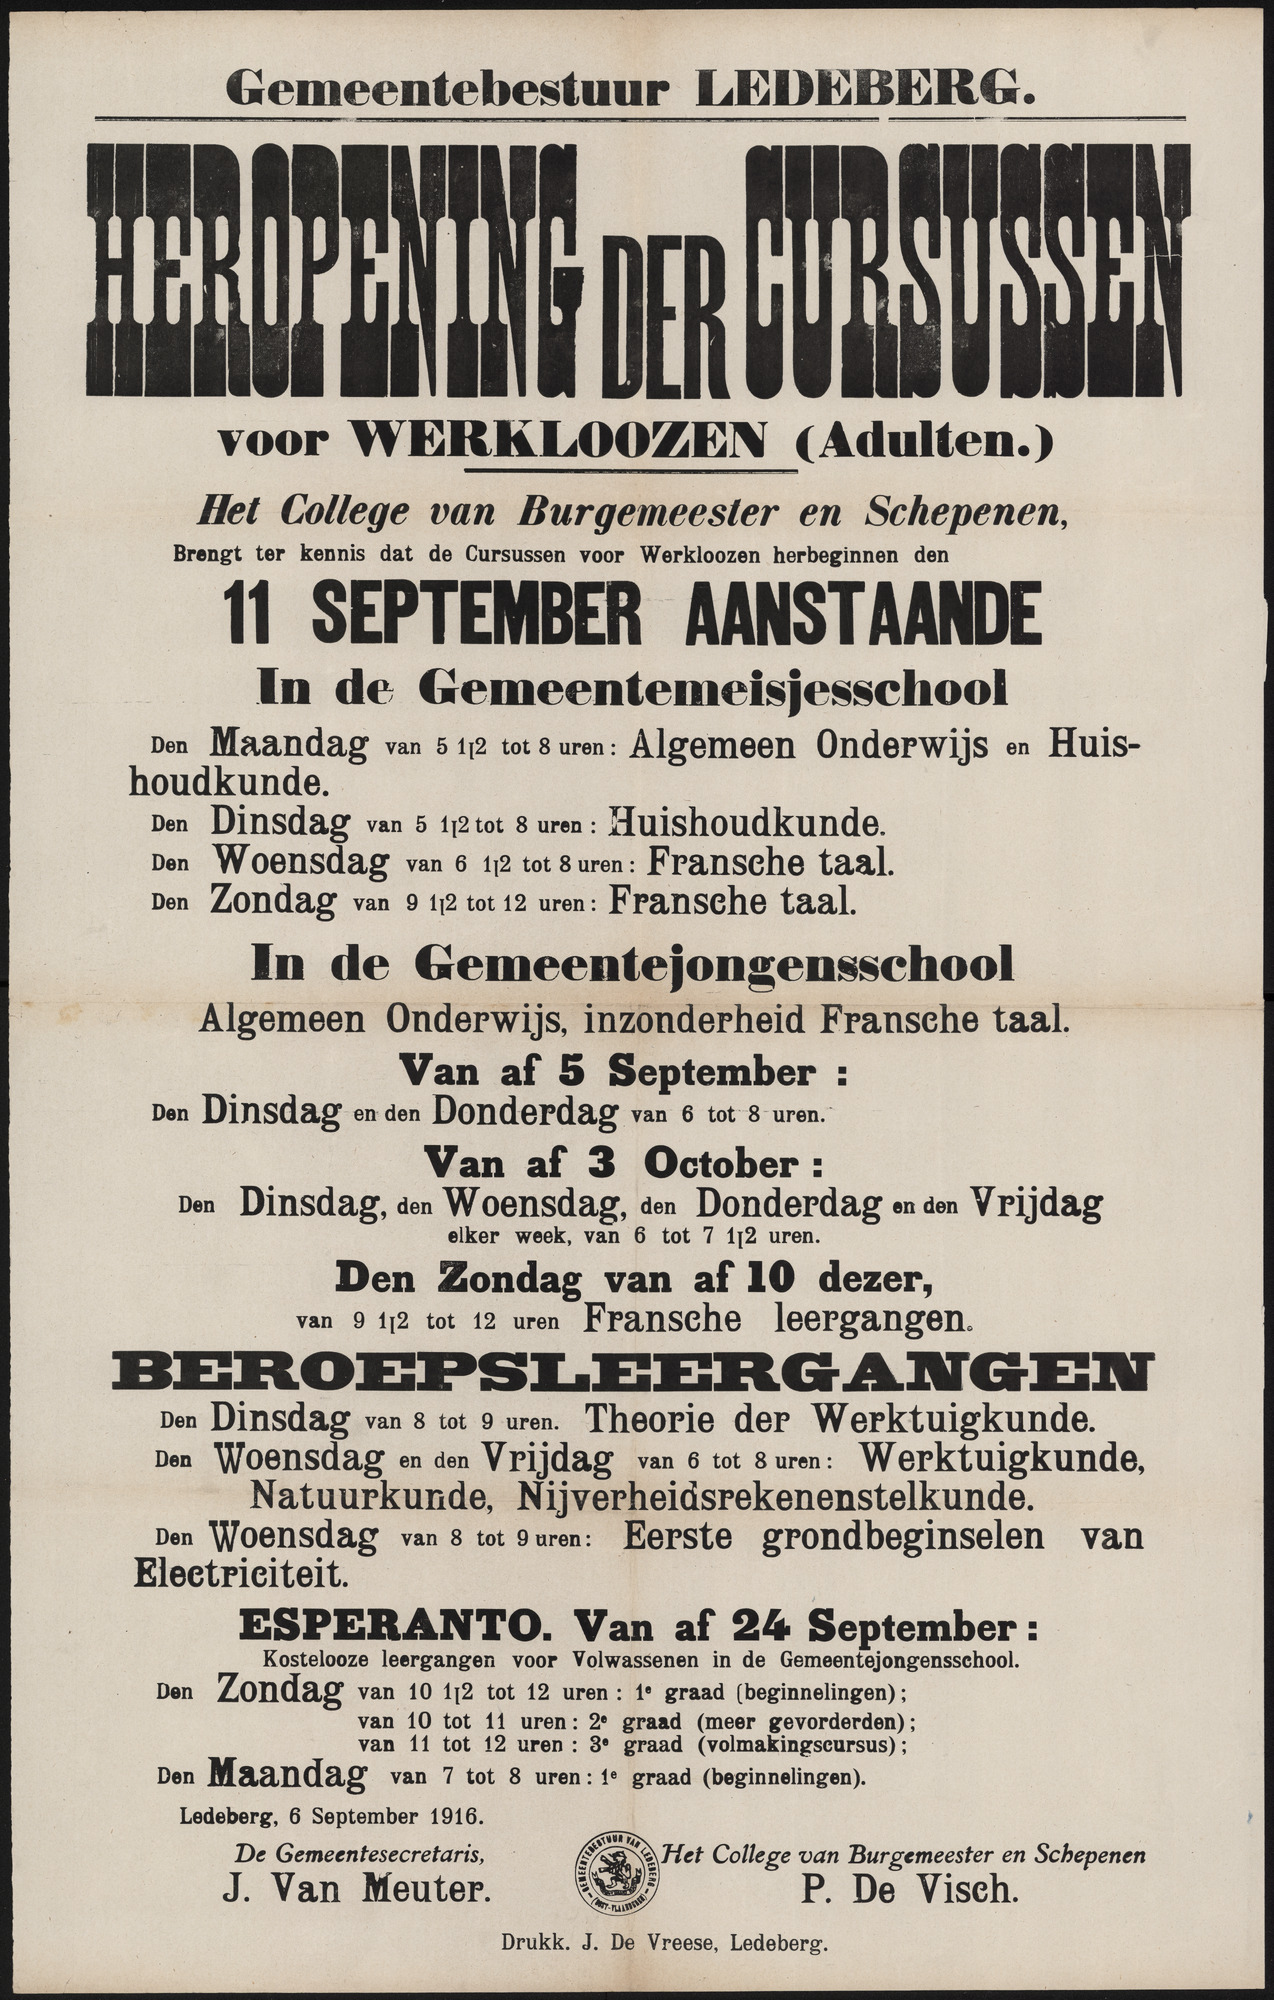 Gemeentebestuur LEDEBERG.
HEROPENING DER CURSUSSEN
voor WERKLOOZEN (Adulten.)
Het College van Burgemeester en Schepenen,
Brengt ter kennis dat de Cursussen voor Werkloozen herbeginnen den
11 SEPTEMBER AANSTAANDE
In de Gemeentemeisjesschool
Den Maandag van 5 1|2 tot 8 uren: Algemeen Onderwijs en Huis-
houdkunde.
Den Dinsdag van 5 1|2 tot 8 uren: Huishoudkunde.
Den Woensdag van 6 1|2 tot 8 uren: Fransche taal.
Den Zondag van 9 1|2 tot 12 uren: Fransche taal.
In de Gemeentejongensschool
Algemeen Onderwijs, inzonderheid Fransche taal.
Van af 5 September :
Den Dinsdag en den Donderdag van 6 tot 8 uren.
Van af 3 October :
Den Dinsdag, den Woensdag, den Donderdag en den Vrijdag
elker week, van 6 tot 7 1|2 uren.
Den Zondag van af 10 dezer,
van 9 1|2 tot 12 uren Fransche leergangen.
BEROEPSLEERGANGEN
Den Dinsdag van 8 tot 9 uren. Theorie der Werktuigkunde.
Den Woensdag en den Vrijdag van 6 tot 8 uren: Werktuigkunde,
Natuurkunde, Nijverheidsrekenenstelkunde.
Den Woensdag van 8 tot 9 uren: Eerste grondbeginselen van
Electriciteit.
ESPERANTO. Van af 24 September :
Kostelooze leergangen voor Volwassenen in de Gemeentejongensschool.
Den Zondag van 10 1|2 tot 12 uren : 1e graad (beginnelingen);
van 10 tot 11 uren : 2e graad (meer gevorderden);
van 11 tot 12 uren : 3e graad (volmakingscursus);
Den Maandag van 7 tot 8 uren : 1e graad (beginnelingen).
Ledeberg, 6 September 1916.
De Gemeentesecretaris,
J. Van Meuter.
GEMEENTEBESTUUR VAN LEDEBERG
(OOST-VLAANDEREN)
Het College van Burgemeester en Schepenen
P. De Visch.
Drukk. J. De Vreese, Ledeberg.